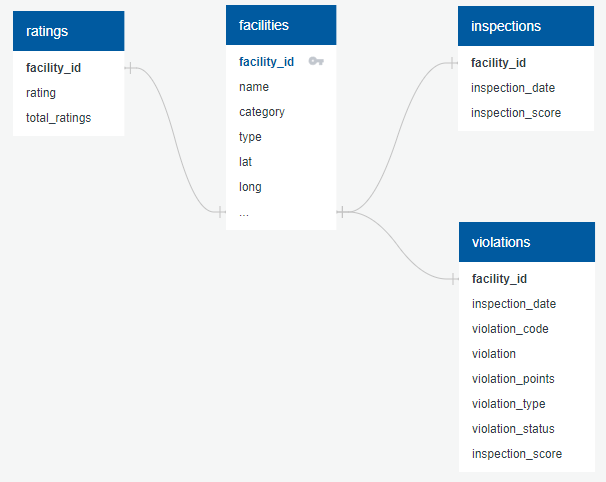 ratings
facility_id
rating
total_ratings
facilities
facility_id
name
category
type
lat
long
...
inspections
facility_id
inspection_date
inspection_score
violations
facility_id
inspection_date
violation_code
violation
violation_points
violation_type
violation_status
inspection_score